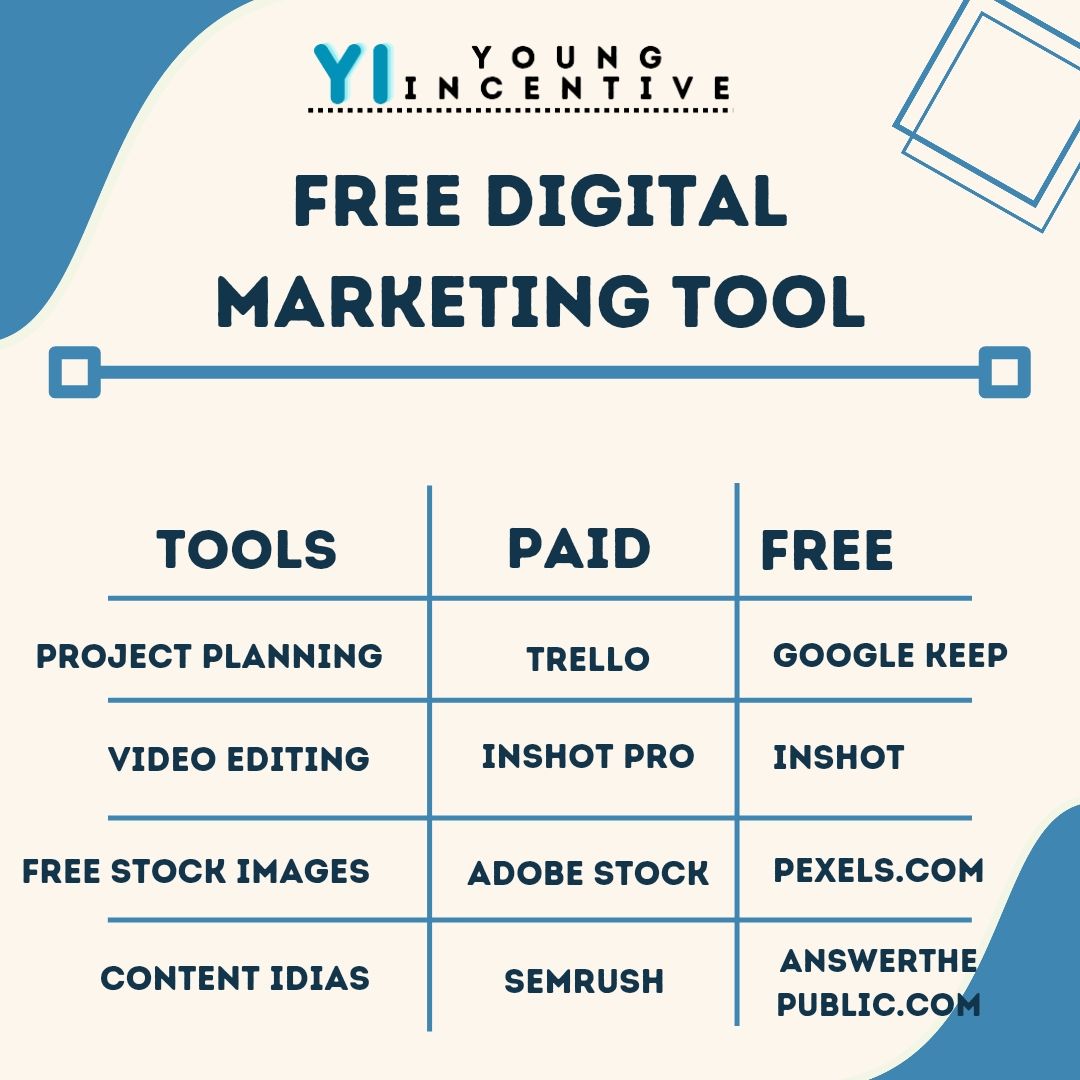 YI YOUNG
INCENTIVE
FREE DIGITAL
MARKETING TOOL
TOOLS PAID FREE
PROJECT PLANNING TRELLO GOOGLE KEEP
VIDEO EDITING INSHOT PRO INSHOT
FREE STOCK IMAGES ADOBE STOCK PEXELS.COM
CONTENT IDIAS SEMRUSH ANSWERTHE
PUBLIC.COM